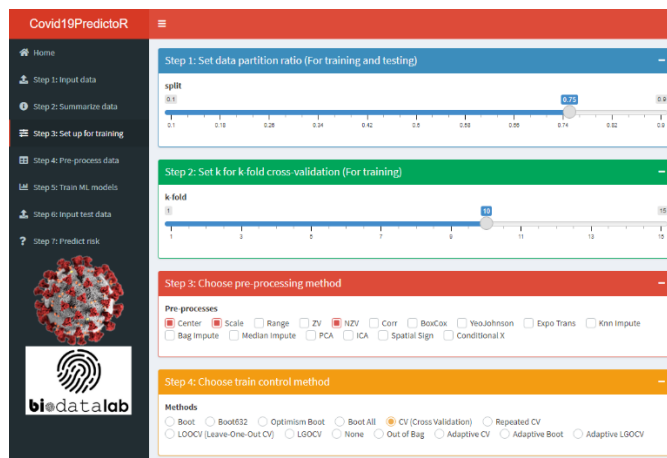 Covid19PredictoR
Home
Step 1: Input data
Step 2: Summarize data
Step 3: Set up for training
Step 4: Pre-process data
Step 5: Train ML models
Step 6: Input test data
Step 7: Predict risk
biodatalab
Step 1: Set data partition ratio (For training and testing)
split
0.1 0.75 0.9
0.1 0.18 0.26 0.34 0.42 0.5 0.58 0.66 0.74 0.82 0.9
Step 2: Set k for k-fold cross-validation (For training)
k-fold
1 10 15
1 3 5 7 9 11 13 15
Step 3: Choose pre-processing method
Pre-processes
Center Scale Range ZV NZV Corr BoxCox YeoJohnson Expo Trans Knn Impute
Bag Impute Median Impute PCA ICA Spatial Sign Conditional X
Step 4: Choose train control method
Methods
Boot Boot632 Optimism Boot Boot All CV (Cross Validation) Repeated CV
LOOCV (Leave-One-Out CV) LGOCV None Out of Bag Adaptive CV Adaptive Boot Adaptive LGOCV